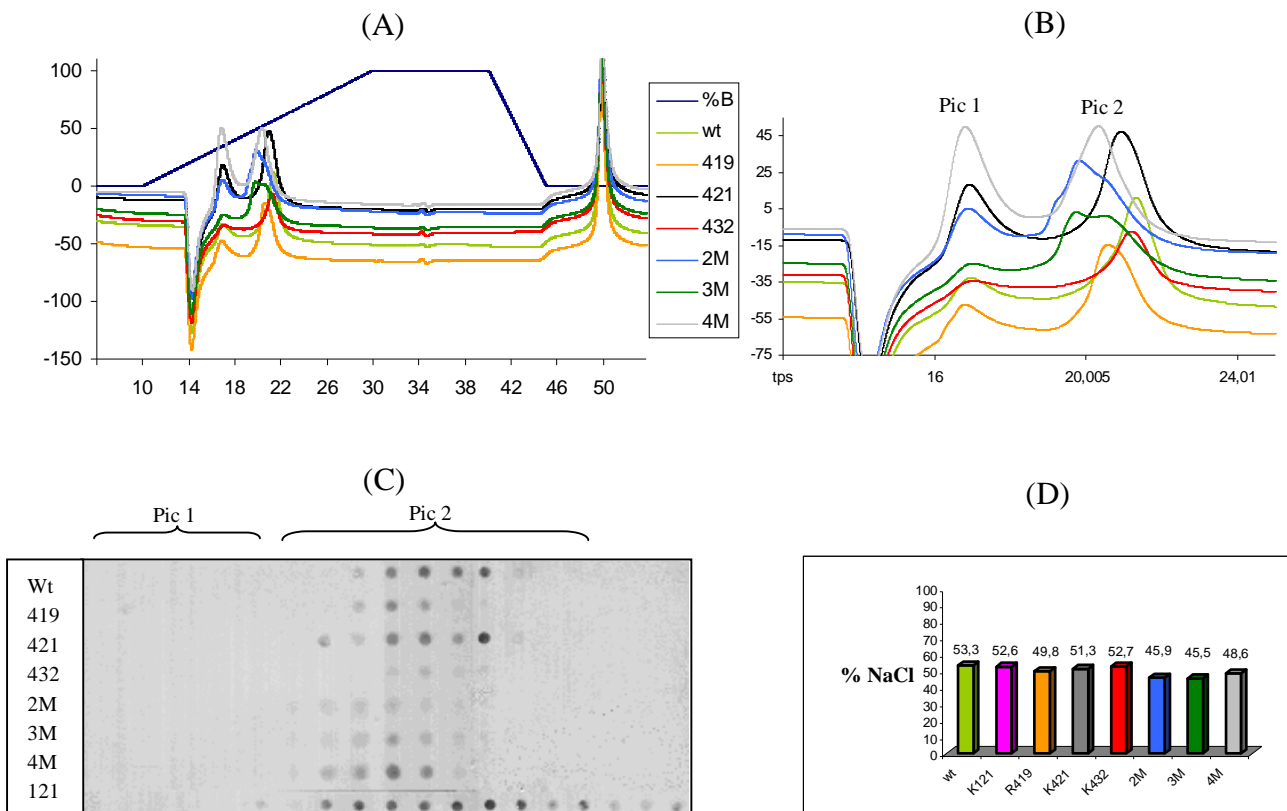 (A)
100
50
0
-50
-100
-150
10 14 18 22 26 30 34 38 42 46 50
%B
wt
419
421
432
2M
3M
4M
(B)
Pic 1 Pic 2
45
25
5
-15
-35
-55
-75
tps 16 20,005 24,01
(C)
Pic 1 Pic 2
Wt
419
421
432
2M
3M
4M
121
(D)
% NaCl
100
90
80
70
60
50
40
30
20
10
0
53,3 52,6 49,8 51,3 52,7 45,9 45,5 48,6
wt K121 R419 K421 K432 2M 3M 4M